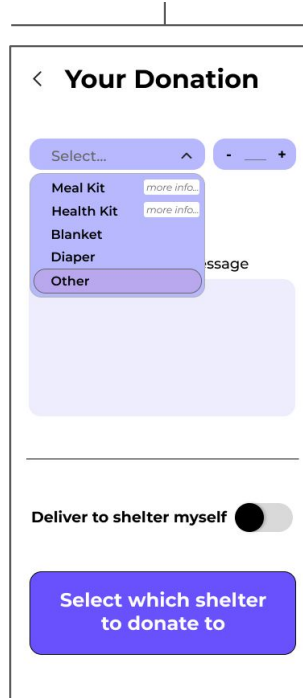 Your Donation
Select...
- __ +
Meal Kit more info...
Health Kit more info...
Blanket
Diaper
essage
Other
Deliver to shelter myself
Select which shelter
to donate to